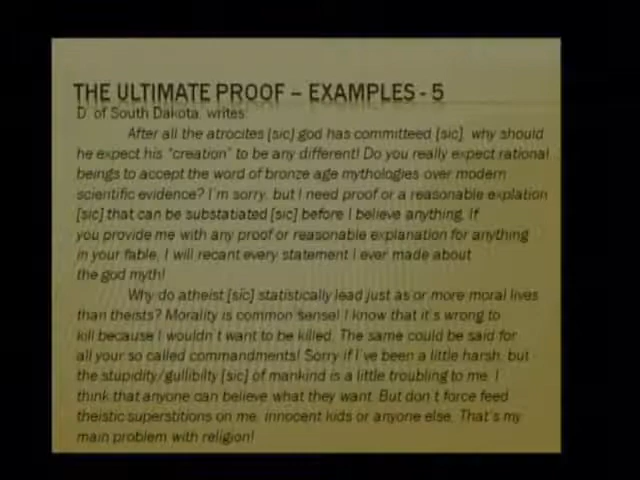 THE ULTIMATE PROOF – EXAMPLES - 5
D. of South Dakota, writes:
After all the atrocites [sic] god has committeed [sic], why should
he expect his "creation" to be any different! Do you really expect rational
beings to accept the word of bronze age mythologies over modern
scientific evidence? I'm sorry, but I need proof or a reasonable explation
[sic] that can be substatiated [sic] before I believe anything. If
you provide me with any proof or reasonable explanation for anything
in your fable, I will recant every statement I ever made about
the god myth!
Why do atheist [sic] statistically lead just as or more moral lives
than theists? Morality is common sense! I know that it's wrong to
kill because I wouldn't want to be killed. The same could be said for
all your so called commandments! Sorry if I've been a little harsh, but
the stupidity/gullibilty [sic] of mankind is a little troubling to me. I
think that anyone can believe what they want. But don't force feed
theistic superstitions on me, innocent kids or anyone else. That's my
main problem with religion!